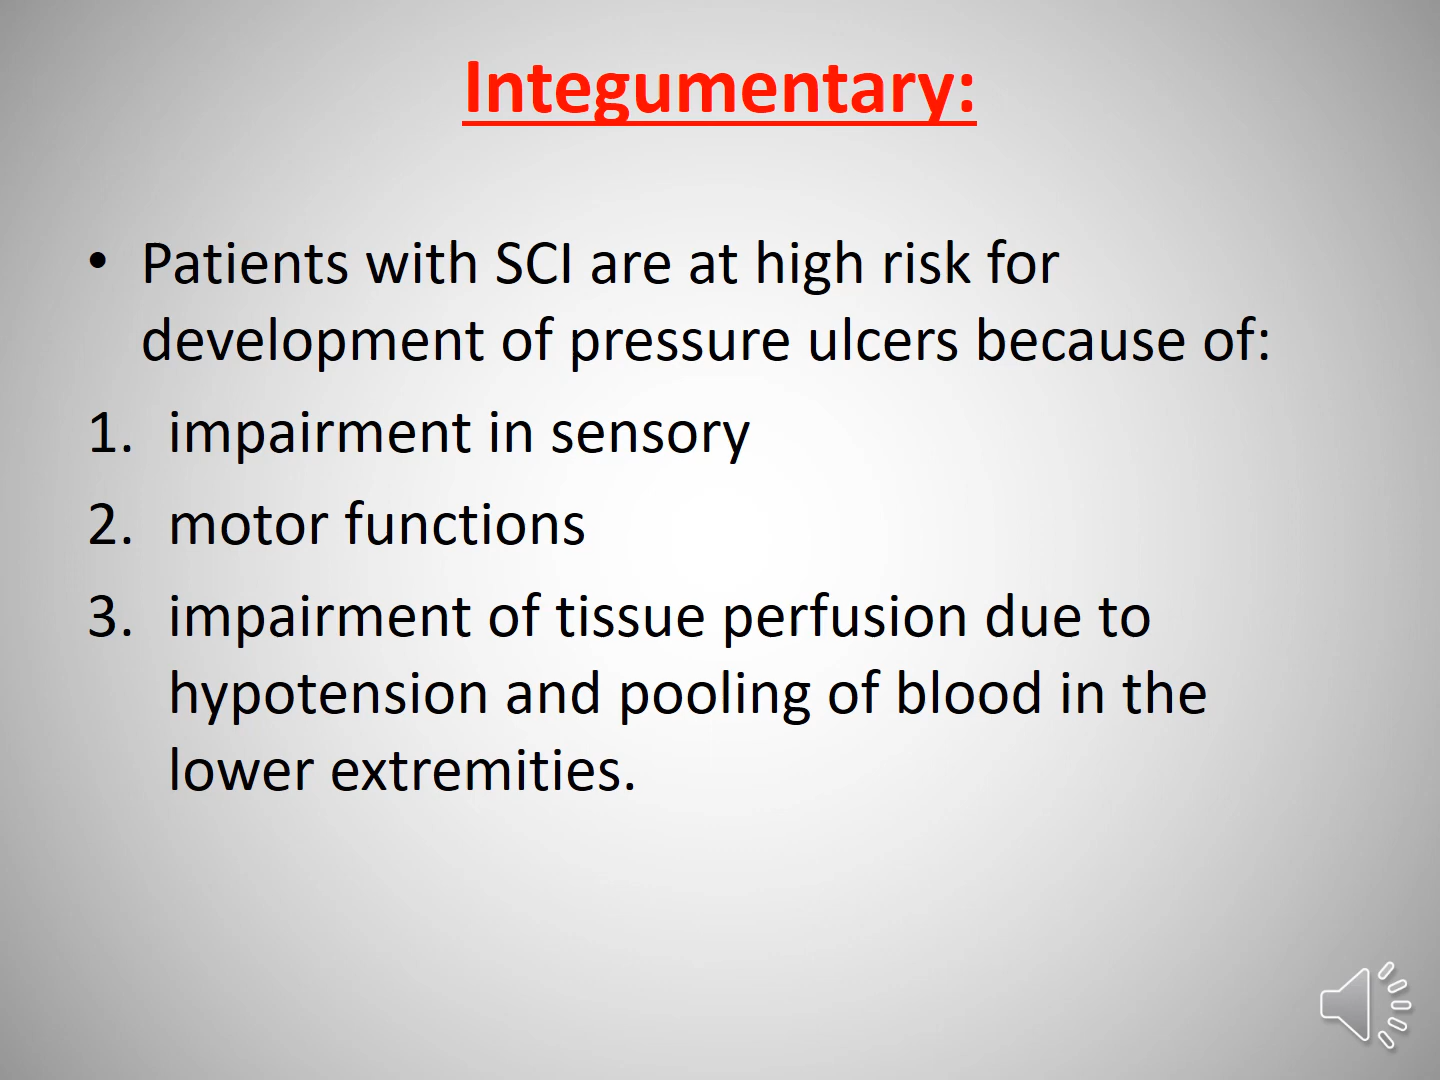 Integumentary:
• Patients with SCI are at high risk for
development of pressure ulcers because of:
1. impairment in sensory
2. motor functions
3. impairment of tissue perfusion due to
hypotension and pooling of blood in the
lower extremities.